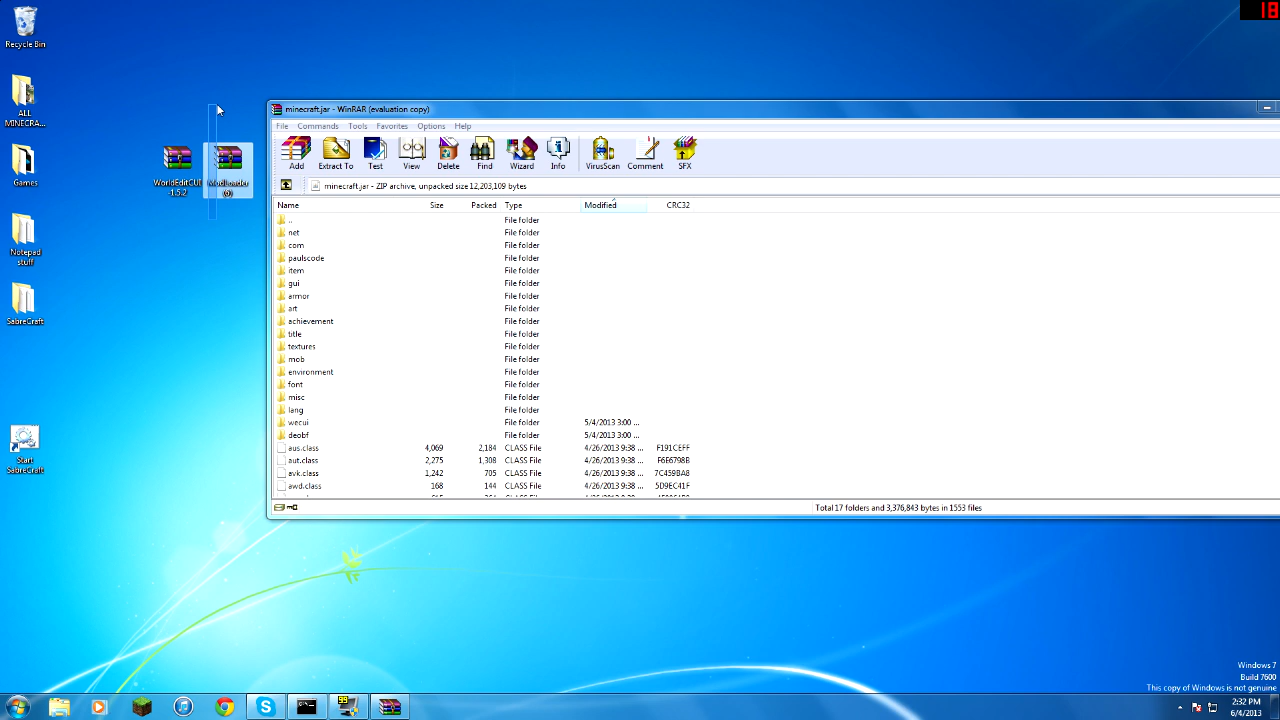 18
Recycle Bin
ALL
MINECRA...
Games
Notepad
stuff
SabreCraft
Start
SabreCraft
WorldEditCUI
-1.5.2
Modloader
(6)
minecraft.jar - WinRAR (evaluation copy)
File Commands Tools Favorites Options Help
Add Extract To Test View Delete Find Wizard Info VirusScan Comment SFX
minecraft.jar - ZIP archive, unpacked size 12,203,109 bytes
Name Size Packed Type Modified CRC32
.. File folder
net File folder
com File folder
paulscode File folder
item File folder
gui File folder
armor File folder
art File folder
achievement File folder
title File folder
textures File folder
mob File folder
environment File folder
font File folder
misc File folder
lang File folder
wecui File folder 5/4/2013 3:00 ...
deobf File folder 5/4/2013 3:00 ...
aus.class 4,069 2,184 CLASS File 4/26/2013 9:38 ... F191CEFF
aut.class 2,275 1,308 CLASS File 4/26/2013 9:38 ... F6E6798B
avk.class 1,242 705 CLASS File 4/26/2013 9:38 ... 7C459BA8
awd.class 168 144 CLASS File 4/26/2013 9:38 ... 5D9EC41F
Total 17 folders and 3,376,843 bytes in 1553 files
Windows 7
Build 7600
This copy of Windows is not genuine
2:32 PM
6/4/2013